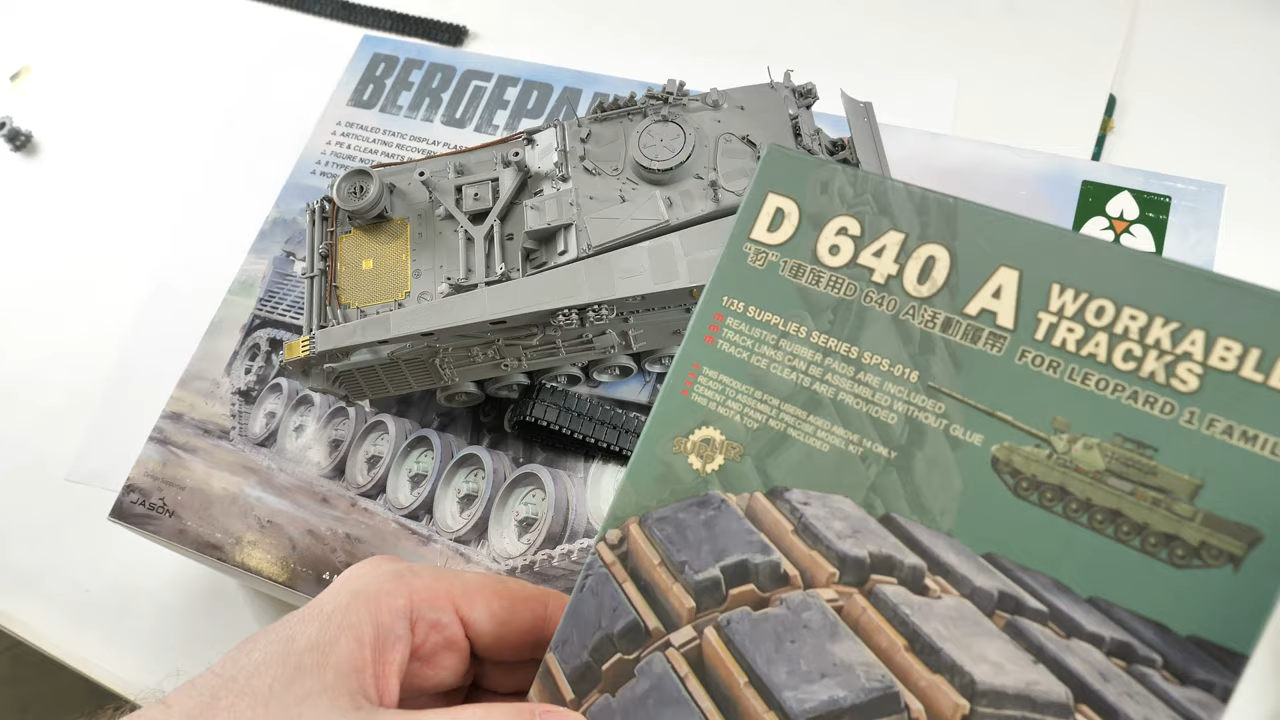 BERGEPA
DETAILED STATIC DISPLAY PLAS
ARTICULATING RECOVERY
PE & CLEAR PARTS IN
FIGURE NOT
II TYPE
WOR
JASON
D 640 A
WORKABLE
TRACKS
FOR LEOPARD 1 FAMIL
“豹”1車族用D 640 A活動履帶
1/35 SUPPLIES SERIES SPS-016
REALISTIC RUBBER PADS ARE INCLUDED
TRACK LINKS CAN BE ASSEMBLED WITHOUT GLUE
TRACK ICE CLEATS ARE PROVIDED
THIS PRODUCT IS FOR USERS AGED ABOVE 14 ONLY
READY TO ASSEMBLE PRECISE MODEL KIT
CEMENT AND PAINT NOT INCLUDED
THIS IS NOT A TOY